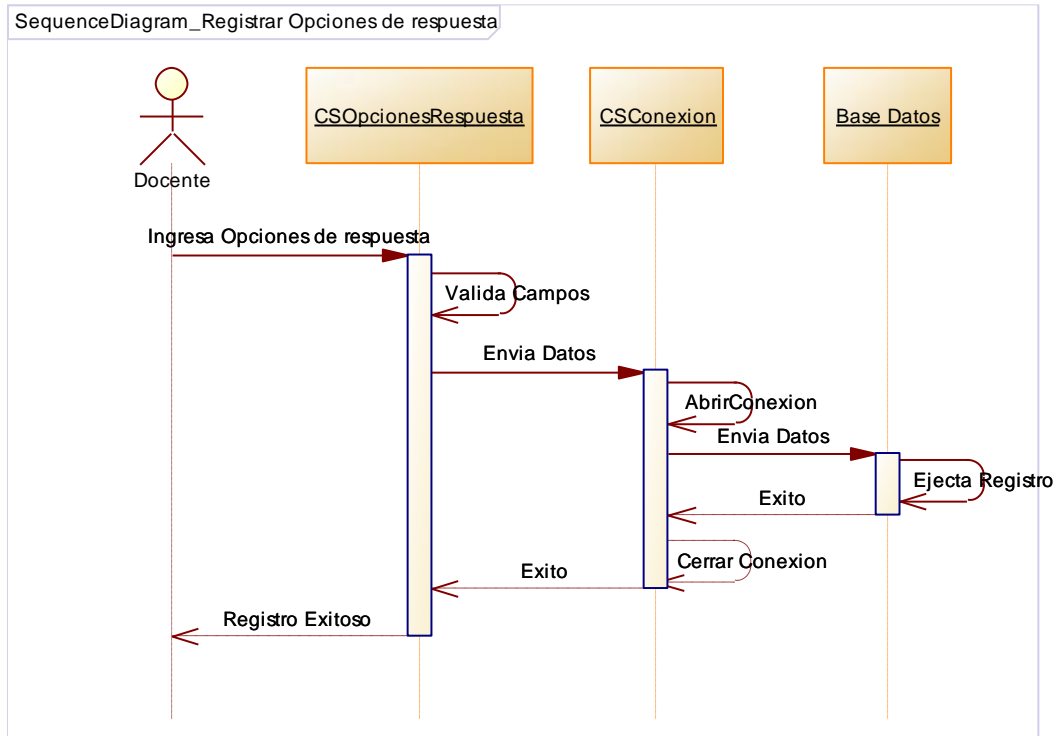 SequenceDiagram_Registrar Opciones de respuesta
CSOpcionesRespuesta
CSConexion
Base Datos
Docente
Ingresa Opciones de respuesta
Valida Campos
Envia Datos
AbrirConexion
Envia Datos
Ejecta Registro
Exito
Cerrar Conexion
Exito
Registro Exitoso